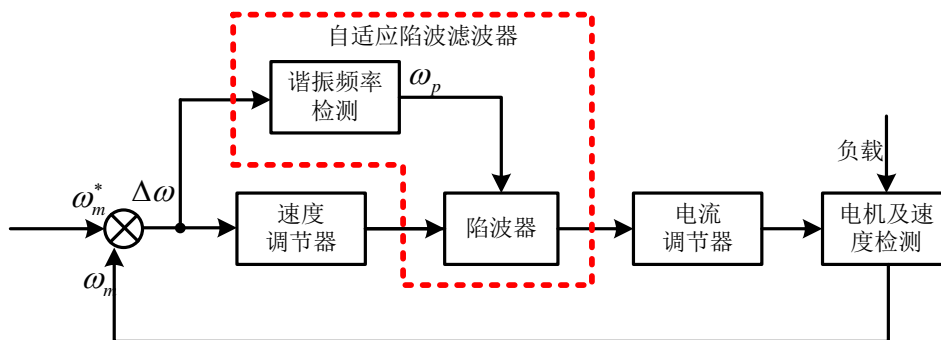 自适应陷波滤波器
谐振频率
检测
ω_p
负载
ω_m^*
Δω
速度
调节器
陷波器
电流
调节器
电机及速
度检测
ω_m